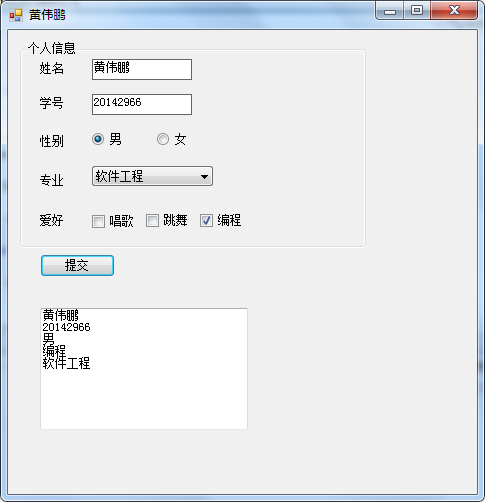 黄伟鹏
个人信息
姓名 黄伟鹏
学号 20142966
性别 男 女
专业 软件工程
爱好 唱歌 跳舞 编程
提交
黄伟鹏
20142966
男
编程
软件工程